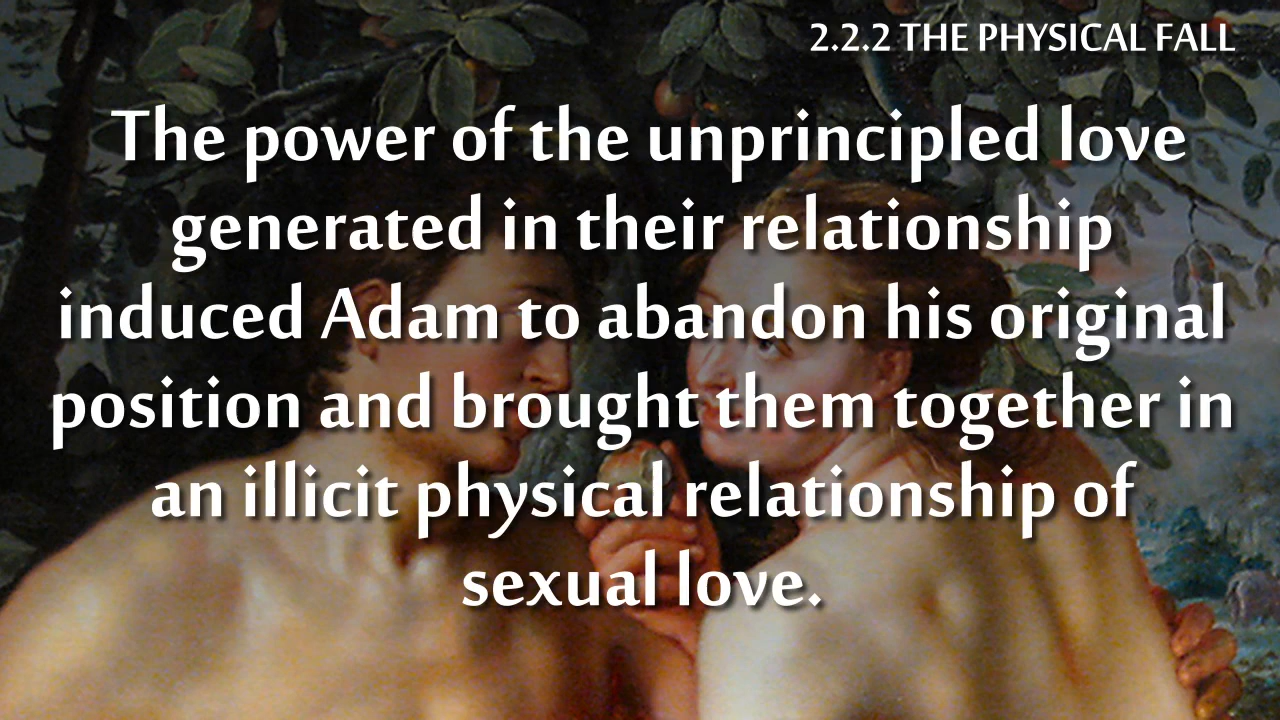 2.2.2 THE PHYSICAL FALL
The power of the unprincipled love
generated in their relationship
induced Adam to abandon his original
position and brought them together in
an illicit physical relationship of
sexual love.